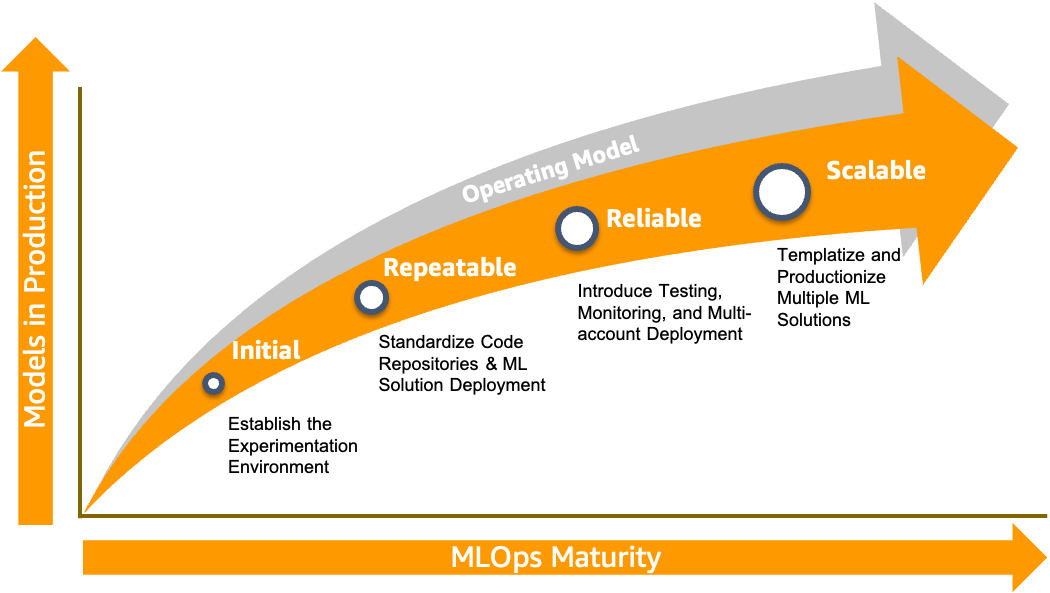 Models in Production
Operating Model
Scalable
Reliable
Repeatable
Initial
Templatize and
Productionize
Multiple ML
Solutions
Introduce Testing,
Monitoring, and Multi-
account Deployment
Standardize Code
Repositories & ML
Solution Deployment
Establish the
Experimentation
Environment
MLOps Maturity